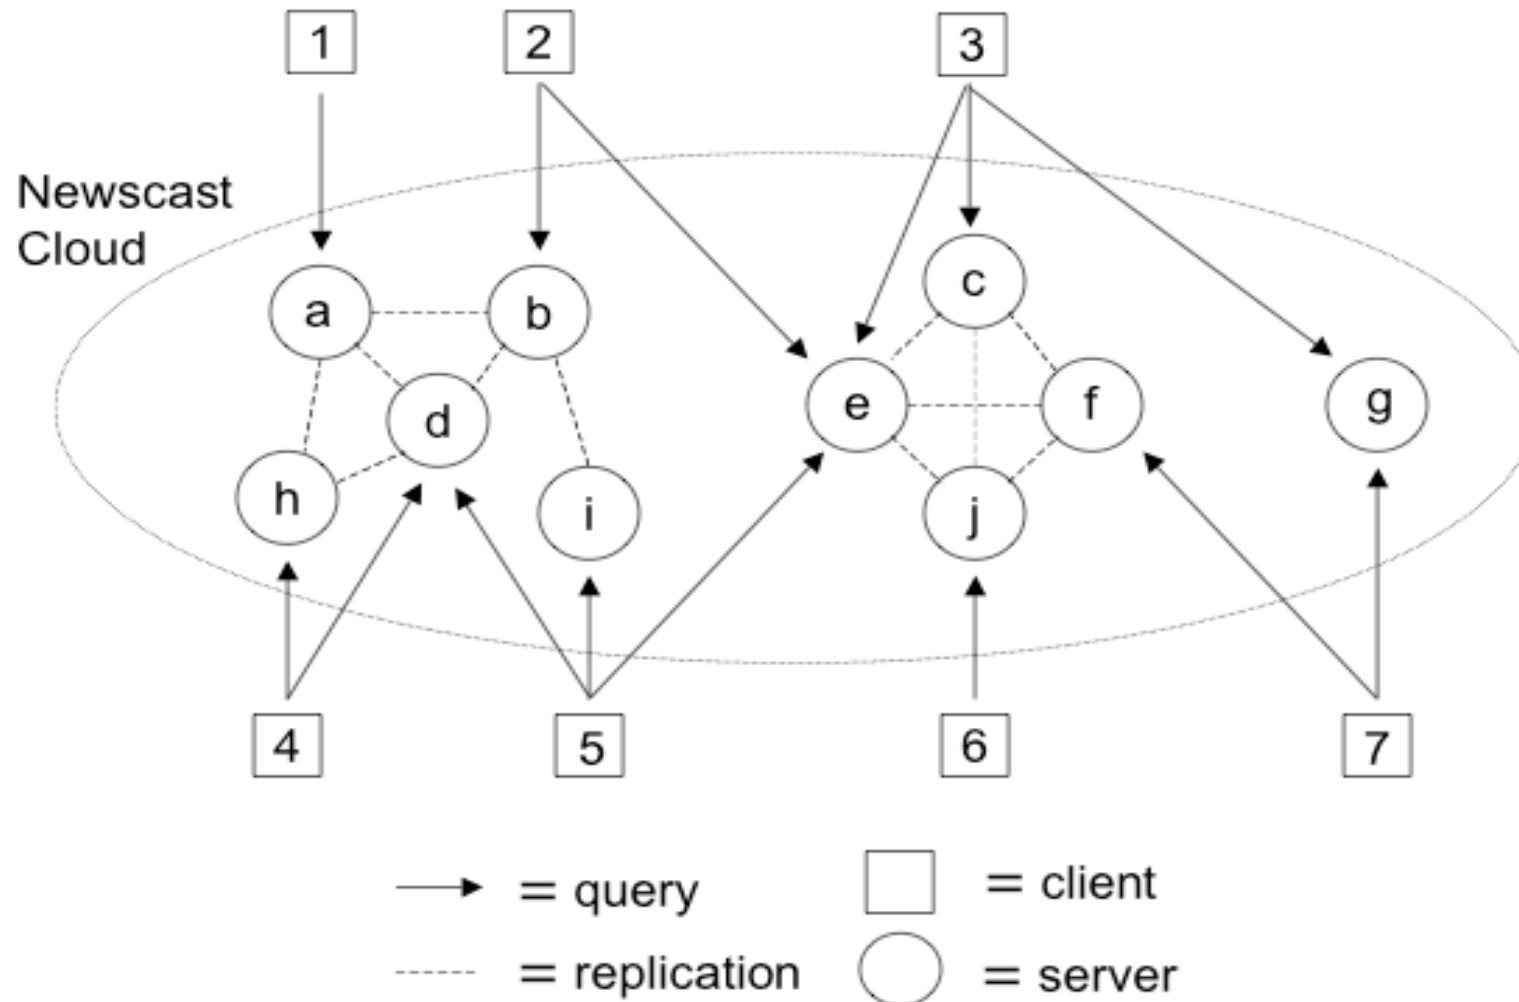 1
2
3
Newscast
Cloud
a
b
c
d
e
f
g
h
i
j
4
5
6
7
= query
= client
= replication
= server